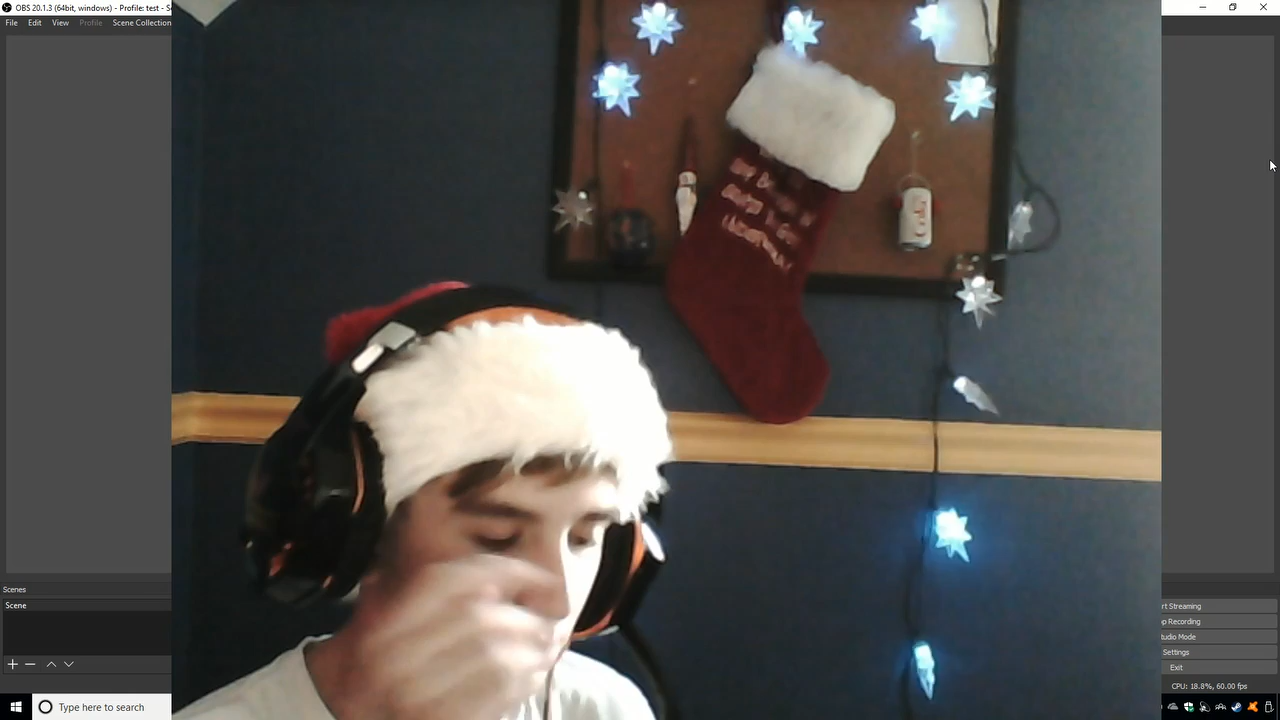 OBS 20.1.3 (64bit, windows) - Profile: test - S
File Edit View Profile Scene Collection
Coke
Scenes
Scene
rt Streaming
p Recording
tudio Mode
Settings
Exit
CPU: 18.8%, 60.00 fps
Type here to search